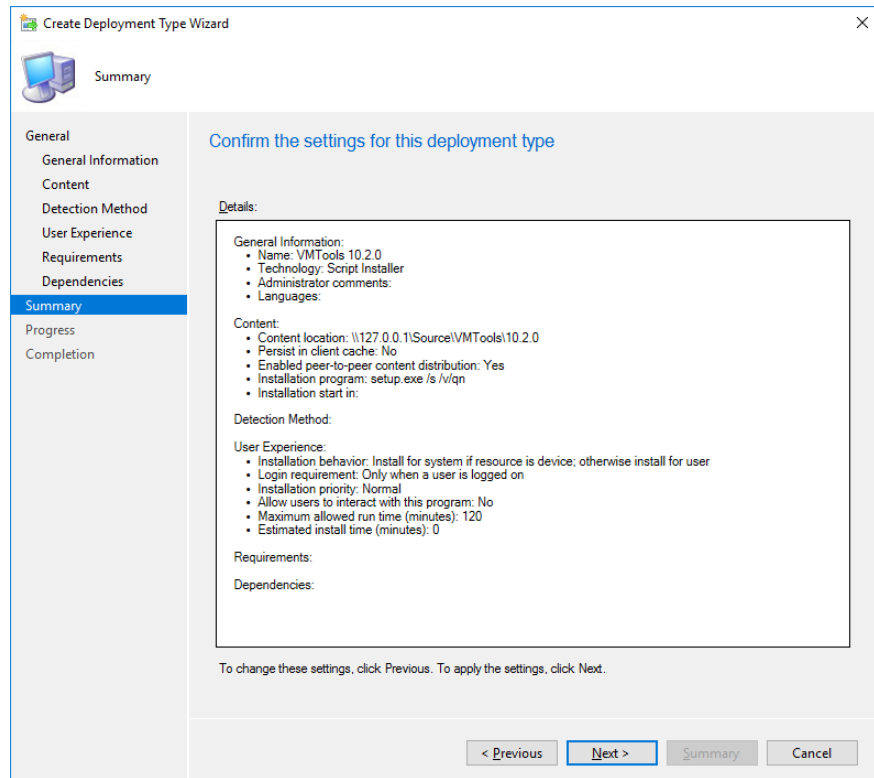 Create Deployment Type Wizard
Summary
General
General Information
Content
Detection Method
User Experience
Requirements
Dependencies
Summary
Progress
Completion
Confirm the settings for this deployment type
Details:
General Information:
• Name: VMTools 10.2.0
• Technology: Script Installer
• Administrator comments:
• Languages:
Content:
• Content location: \\127.0.0.1\Source\VMTools\10.2.0
• Persist in client cache: No
• Enabled peer-to-peer content distribution: Yes
• Installation program: setup.exe /s /v/qn
• Installation start in:
Detection Method:
User Experience:
• Installation behavior: Install for system if resource is device; otherwise install for user
• Login requirement: Only when a user is logged on
• Installation priority: Normal
• Allow users to interact with this program: No
• Maximum allowed run time (minutes): 120
• Estimated install time (minutes): 0
Requirements:
Dependencies:
To change these settings, click Previous. To apply the settings, click Next.
< Previous
Next >
Summary
Cancel